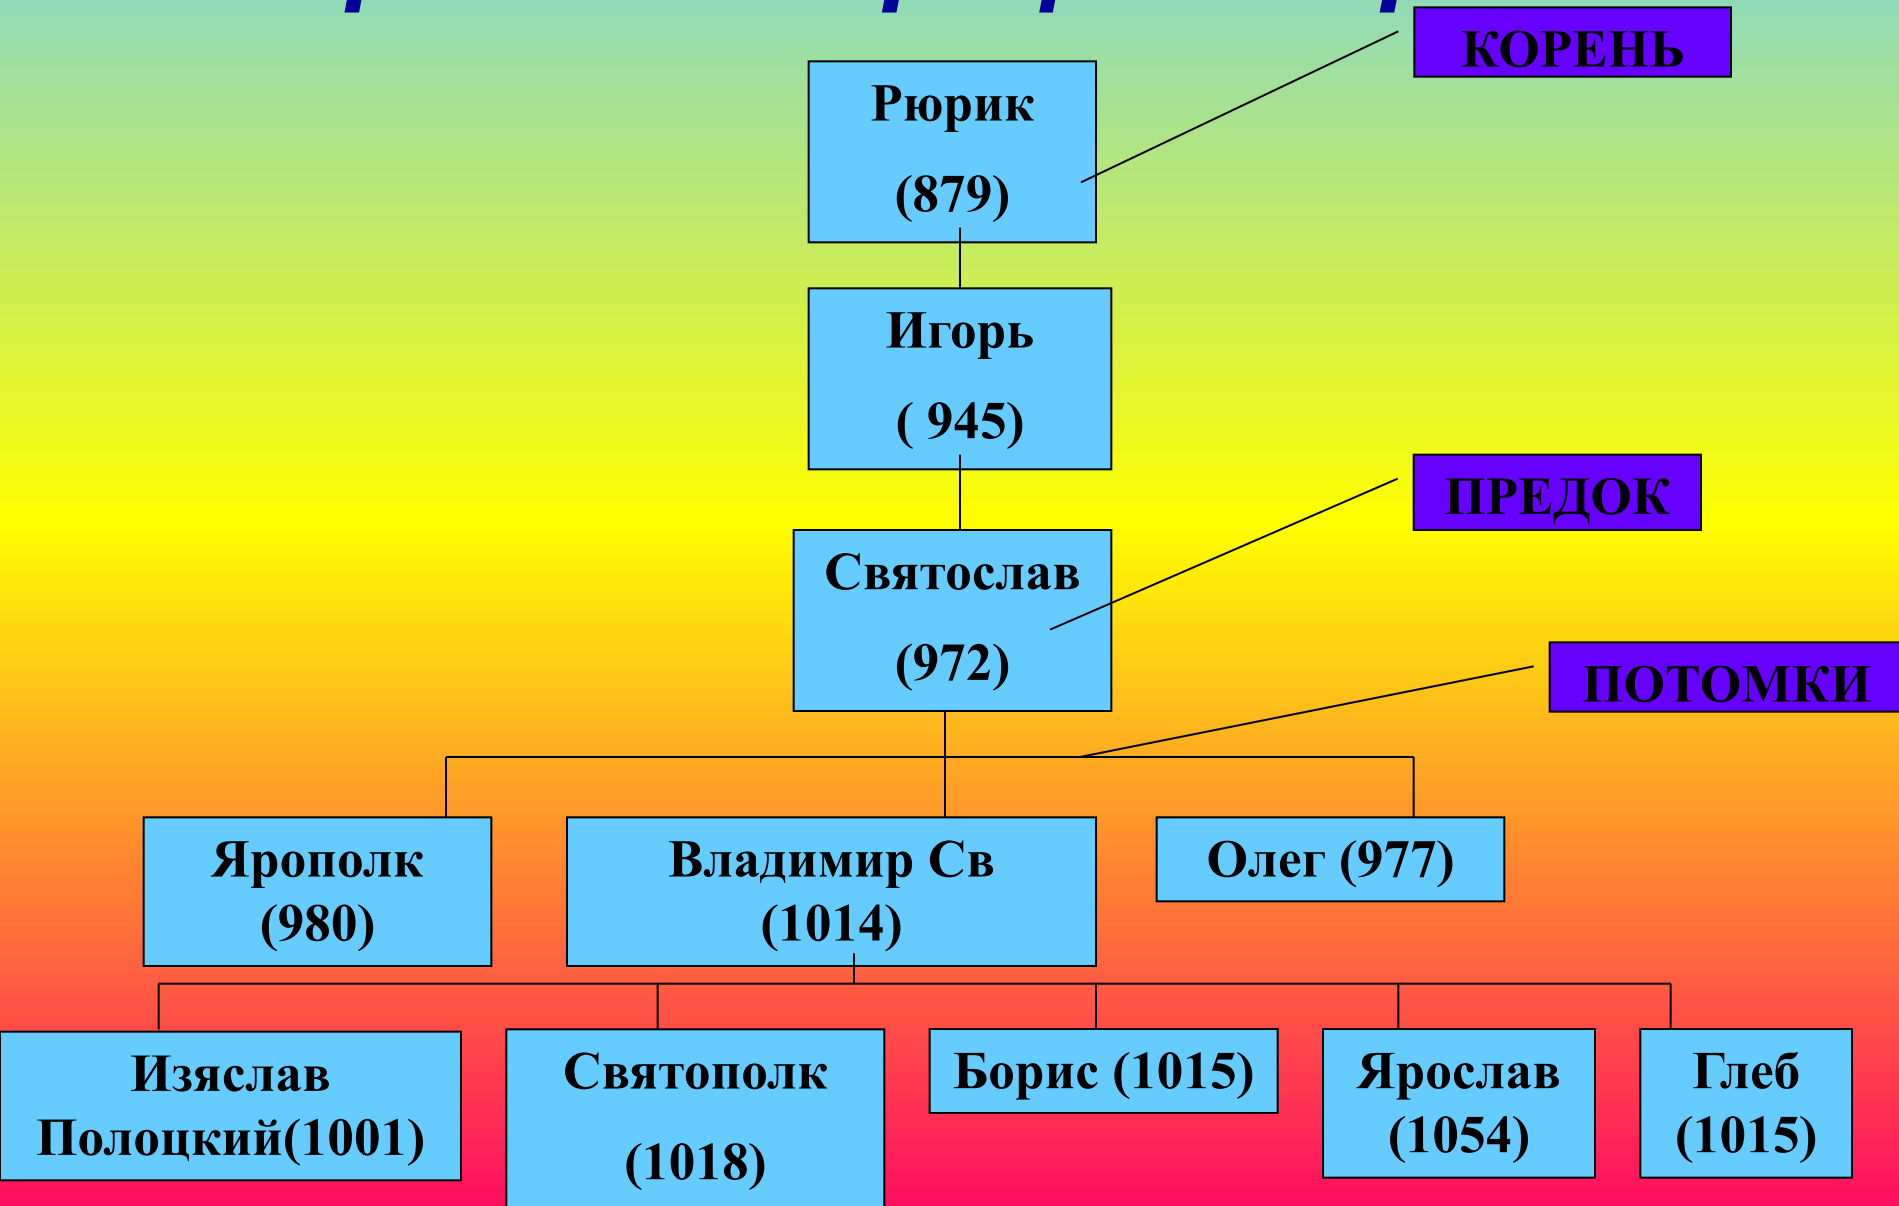 КОРЕНЬ
Рюрик
(879)
Игорь
( 945)
ПРЕДОК
Святослав
(972)
ПОТОМКИ
Ярополк
(980)
Владимир Св
(1014)
Олег (977)
Изяслав
Полоцкий(1001)
Святополк
(1018)
Борис (1015)
Ярослав
(1054)
Глеб
(1015)